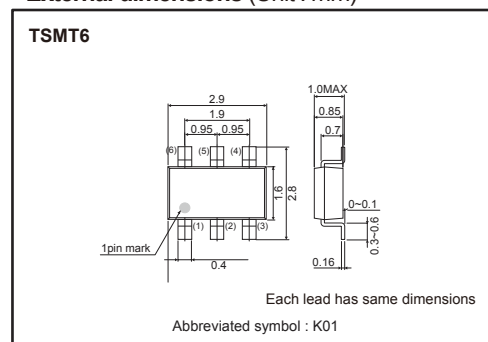 External dimensions (Unit : mm)
TSMT6
1.0MAX
2.9
1.9
0.95 0.95
0.85
0.7
(6) (5) (4)
1.6
2.8
0~0.1
0.3~0.6
(1) (2) (3)
1pin mark
0.4
0.16
Each lead has same dimensions
Abbreviated symbol : K01